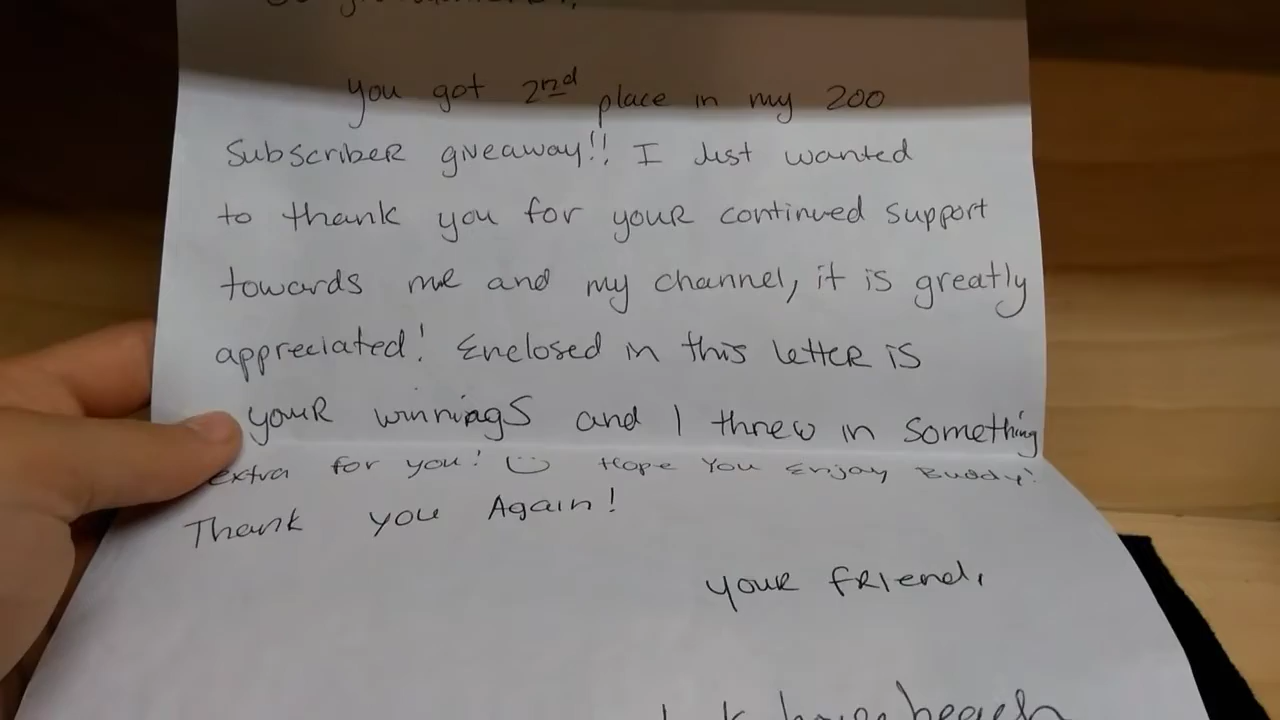 you got 2nd place in my 200
Subscriber giveaway!! I Just wanted
to thank you for your continued support
towards me and my channel, it is greatly
appreciated! Enclosed in this letter is
your winnings and I threw in something
extra for you! Hope You Enjoy Buddy!
Thank you Again!
your friend,